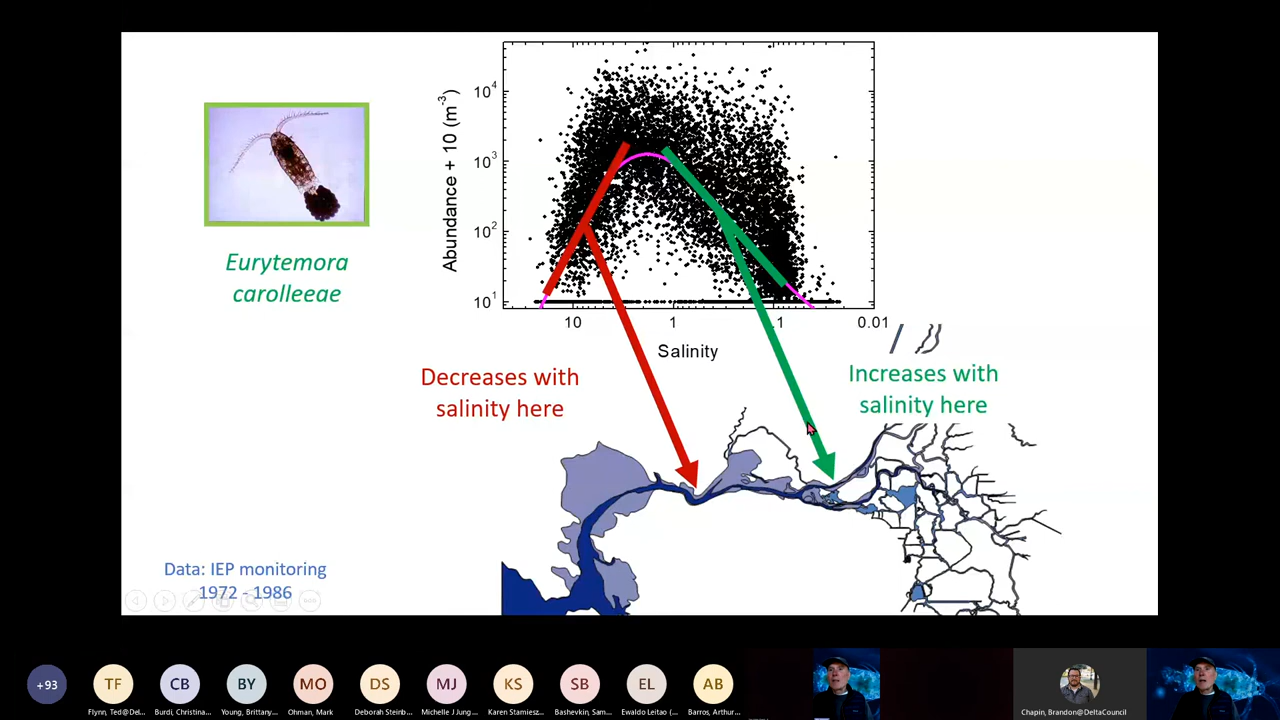 10⁴
10³
10²
10¹
Abundance + 10 (m⁻³)
10
1
.1
0.01
Salinity
Eurytemora
carolleeae
Decreases with
salinity here
Increases with
salinity here
Data: IEP monitoring
1972 - 1986
+93
TF
CB
BY
MO
DS
MJ
KS
SB
EL
AB
Flynn, Ted@Del...
Burdi, Christina...
Young, Brittany...
Ohman, Mark
Deborah Steinb...
Michelle J Jung...
Karen Stamiesz...
Bashevkin, Sam...
Ewaldo Leitao (...
Barros, Arthur...
Chapin, Brandon@DeltaCouncil